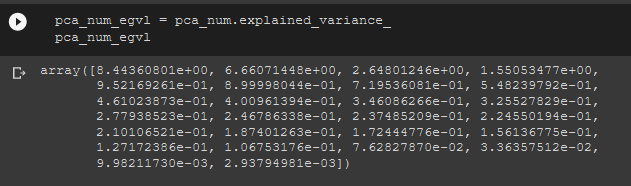 pca_num_egvl = pca_num.explained_variance_
pca_num_egvl
array([8.44360801e+00, 6.66071448e+00, 2.64801246e+00, 1.55053477e+00,
9.52169261e-01, 8.99998044e-01, 7.19536081e-01, 5.48239792e-01,
4.61023873e-01, 4.00961394e-01, 3.46086266e-01, 3.25527829e-01,
2.77938523e-01, 2.46786338e-01, 2.37485209e-01, 2.24550194e-01,
2.10106521e-01, 1.87401263e-01, 1.72444776e-01, 1.56136775e-01,
1.27172386e-01, 1.06753176e-01, 7.62827870e-02, 3.36357512e-02,
9.98211730e-03, 2.93794981e-03])